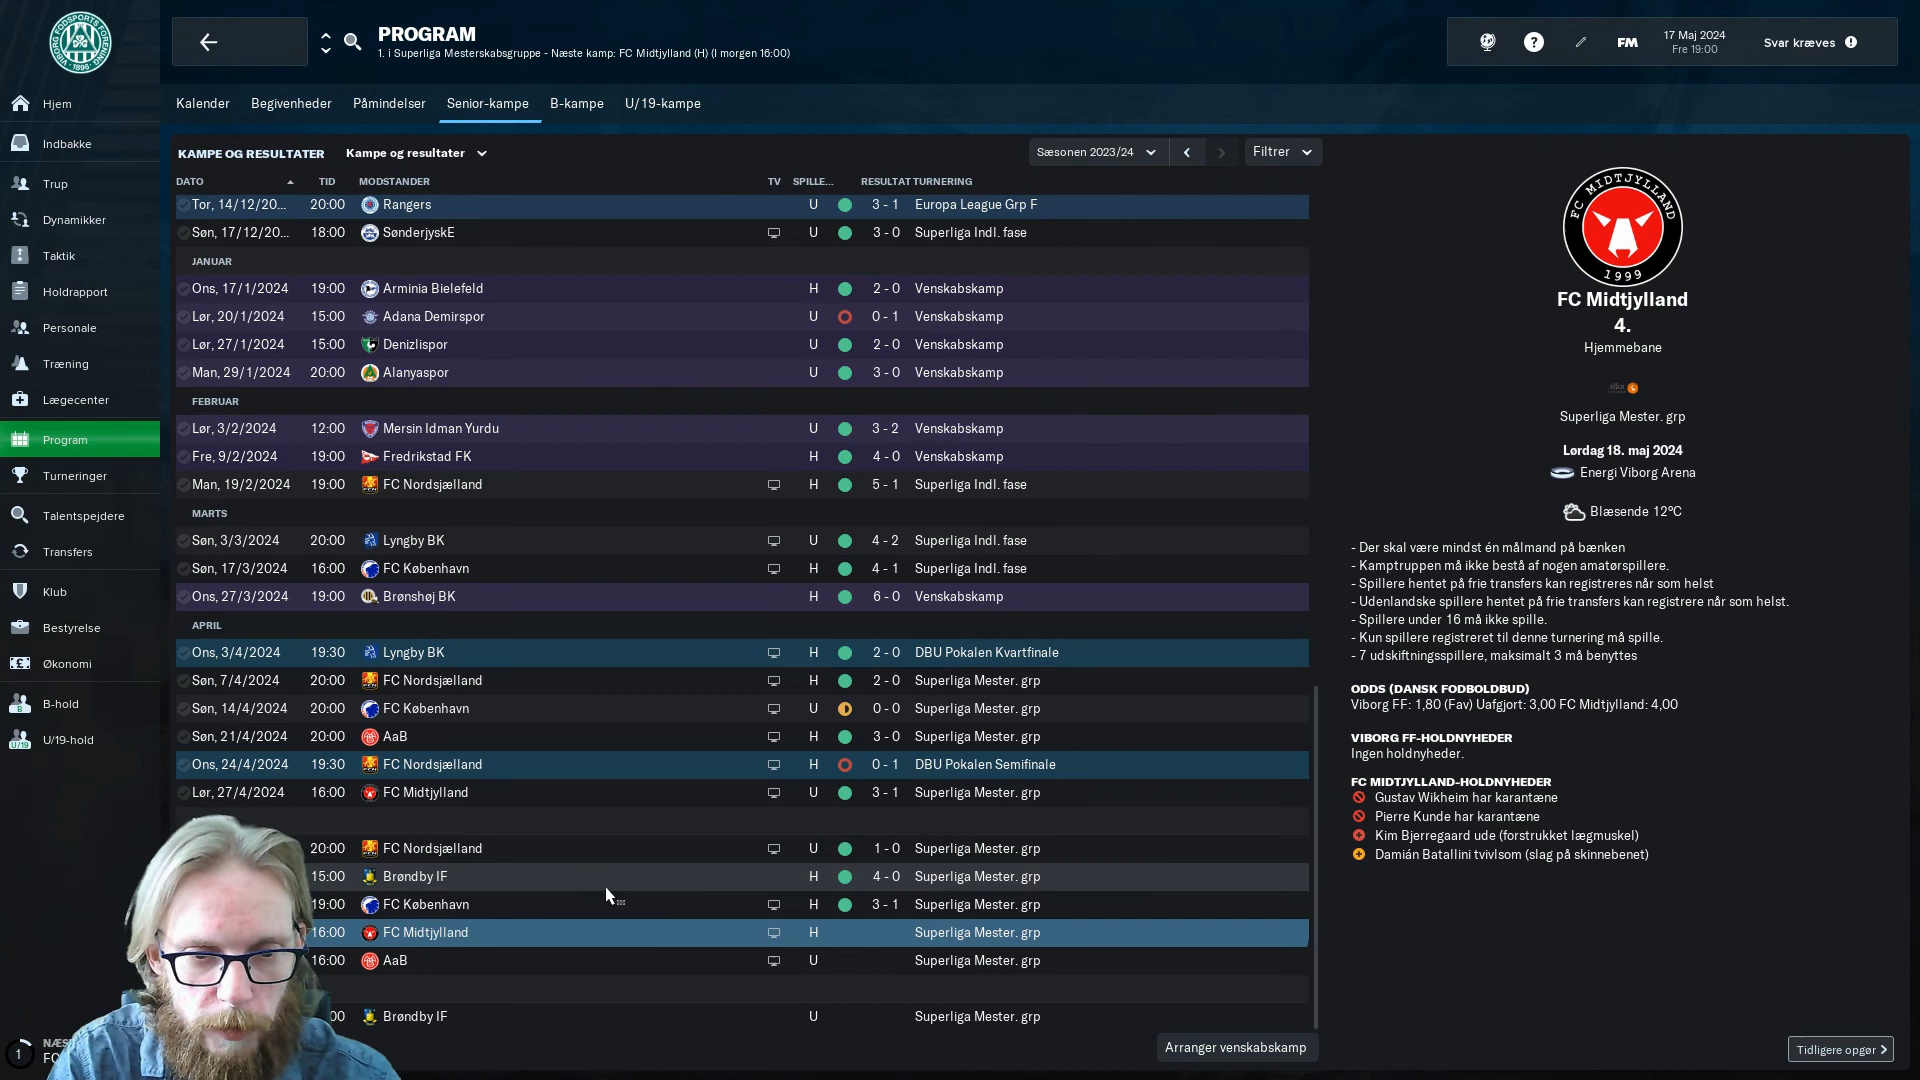 PROGRAM
1. i Superliga Mesterskabsgruppe - Næste kamp: FC Midtjylland (H) (I morgen 16:00)
FM
17 Maj 2024
Fre 19:00
Svar kræves
Kalender Begivenheder Påmindelser Senior-kampe B-kampe U/19-kampe
Hjem
Indbakke
Trup
Dynamikker
Taktik
Holdrapport
Personale
Træning
Lægecenter
Program
Turneringer
Talentspejdere
Transfers
Klub
Bestyrelse
Økonomi
B-hold
U/19-hold
KAMPE OG RESULTATER Kampe og resultater Sæsonen 2023/24 Filtrer
DATO TID MODSTANDER TV SPILLE... RESULTAT TURNERING
Tor, 14/12/20... 20:00 Rangers U 3 - 1 Europa League Grp F
Søn, 17/12/20... 18:00 SønderjyskE U 3 - 0 Superliga Indl. fase
JANUAR
Ons, 17/1/2024 19:00 Arminia Bielefeld H 2 - 0 Venskabskamp
Lør, 20/1/2024 15:00 Adana Demirspor U 0 - 1 Venskabskamp
Lør, 27/1/2024 15:00 Denizlispor U 2 - 0 Venskabskamp
Man, 29/1/2024 20:00 Alanyaspor U 3 - 0 Venskabskamp
FEBRUAR
Lør, 3/2/2024 12:00 Mersin Idman Yurdu U 3 - 2 Venskabskamp
Fre, 9/2/2024 19:00 Fredrikstad FK H 4 - 0 Venskabskamp
Man, 19/2/2024 19:00 FC Nordsjælland H 5 - 1 Superliga Indl. fase
MARTS
Søn, 3/3/2024 20:00 Lyngby BK U 4 - 2 Superliga Indl. fase
Søn, 17/3/2024 16:00 FC København H 4 - 1 Superliga Indl. fase
Ons, 27/3/2024 19:00 Brønshøj BK H 6 - 0 Venskabskamp
APRIL
Ons, 3/4/2024 19:30 Lyngby BK H 2 - 0 DBU Pokalen Kvartfinale
Søn, 7/4/2024 20:00 FC Nordsjælland H 2 - 0 Superliga Mester. grp
Søn, 14/4/2024 20:00 FC København U 0 - 0 Superliga Mester. grp
Søn, 21/4/2024 20:00 AaB H 3 - 0 Superliga Mester. grp
Ons, 24/4/2024 19:30 FC Nordsjælland H 0 - 1 DBU Pokalen Semifinale
Lør, 27/4/2024 16:00 FC Midtjylland U 3 - 1 Superliga Mester. grp
20:00 FC Nordsjælland U 1 - 0 Superliga Mester. grp
15:00 Brøndby IF H 4 - 0 Superliga Mester. grp
19:00 FC København H 3 - 1 Superliga Mester. grp
16:00 FC Midtjylland H Superliga Mester. grp
16:00 AaB U Superliga Mester. grp
Brøndby IF U Superliga Mester. grp
Arranger venskabskamp
FC MIDTJYLLAND
1999
FC Midtjylland
4.
Hjemmebane
Superliga Mester. grp
Lørdag 18. maj 2024
Energi Viborg Arena
Blæsende 12°C
- Der skal være mindst én målmand på bænken
- Kamptruppen må ikke bestå af nogen amatørspillere.
- Spillere hentet på frie transfers kan registreres når som helst
- Udenlandske spillere hentet på frie transfers kan registrere når som helst.
- Spillere under 16 må ikke spille.
- Kun spillere registreret til denne turnering må spille.
- 7 udskiftningsspillere, maksimalt 3 må benyttes
ODDS (DANSK FODBOLDBUD)
Viborg FF: 1,80 (Fav) Uafgjort: 3,00 FC Midtjylland: 4,00
VIBORG FF-HOLDNYHEDER
Ingen holdnyheder.
FC MIDTJYLLAND-HOLDNYHEDER
Gustav Wikheim har karantæne
Pierre Kunde har karantæne
Kim Bjerregaard ude (forstrukket lægmuskel)
Damián Batallini tvivlsom (slag på skinnebenet)
Tidligere opgør
1